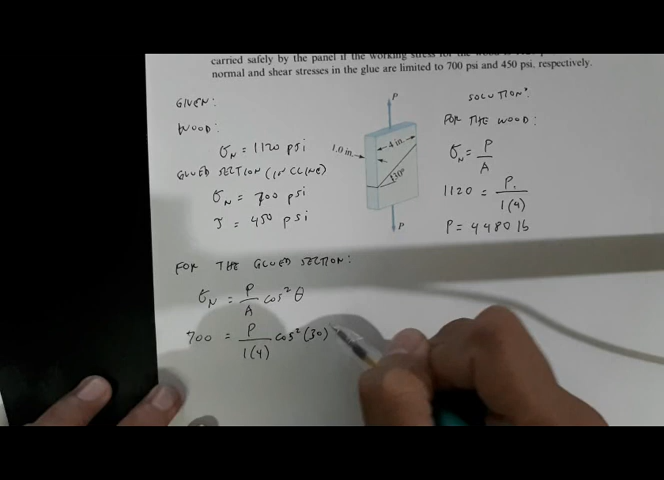 carried safely by the panel if the working stress for the wood is 1120
normal and shear stresses in the glue are limited to 700 psi and 450 psi, respectively.
GIVEN:
WOOD:
σN = 1120 psi
GLUED SECTION (INCLINE)
σN = 700 psi
τ = 450 psi
P
4 in.
1.0 in.
30°
P
SOLUTION:
FOR THE WOOD:
σN = P/A
1120 = P/1(4)
P = 4480 lb
FOR THE GLUED SECTION:
σN = P/A cos² θ
700 = P/1(4) cos² (30)